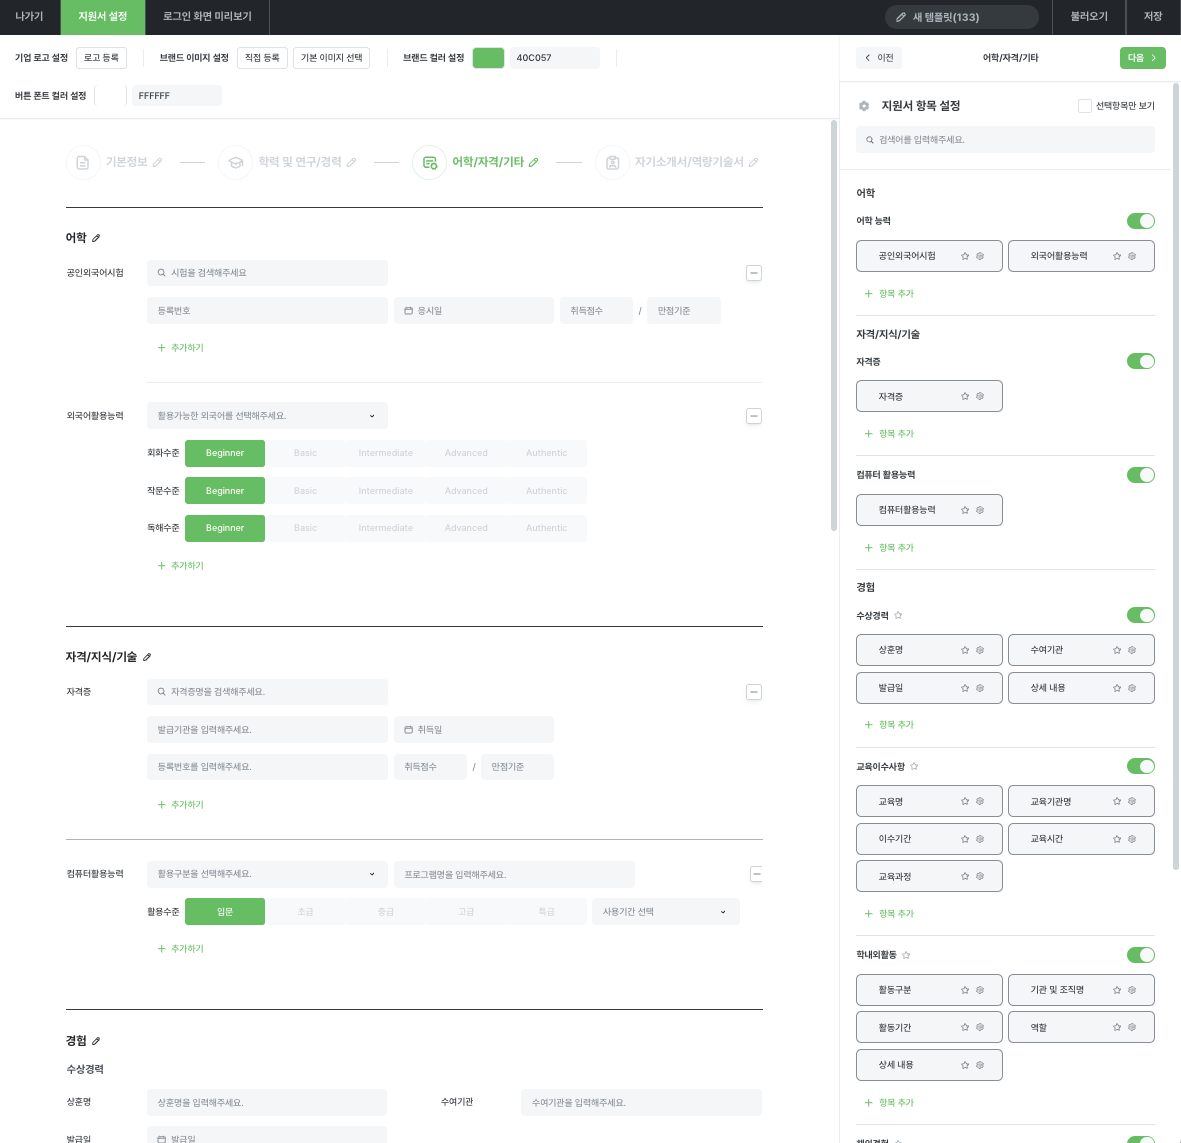 나가기 지원서 설정 로그인 화면 미리보기 새 템플릿(133) 불러오기 저장
기업 로고 설정 로고 등록 브랜드 이미지 설정 직접 등록 기본 이미지 선택 브랜드 컬러 설정 40C057
버튼 폰트 컬러 설정 FFFFFF
기본정보 학력 및 연구/경력 어학/자격/기타 자기소개서/역량기술서
어학
공인외국어시험 시험을 검색해주세요
등록번호 응시일 취득점수 / 만점기준
추가하기
외국어활용능력 활용가능한 외국어를 선택해주세요.
회화수준 Beginner Basic Intermediate Advanced Authentic
작문수준 Beginner Basic Intermediate Advanced Authentic
독해수준 Beginner Basic Intermediate Advanced Authentic
추가하기
자격/지식/기술
자격증 자격증명을 검색해주세요.
발급기관을 입력해주세요. 취득일
등록번호를 입력해주세요. 취득점수 / 만점기준
추가하기
컴퓨터활용능력 활용구분을 선택해주세요. 프로그램명을 입력해주세요.
활용수준 입문 초급 중급 고급 특급 사용기간 선택
추가하기
경험
수상경력
상훈명 상훈명을 입력해주세요. 수여기관 수여기관을 입력해주세요.
발급일 발급일
이전 어학/자격/기타 다음
지원서 항목 설정 선택항목만 보기
검색어를 입력해주세요.
어학
어학 능력
공인외국어시험 외국어활용능력
항목 추가
자격/지식/기술
자격증
자격증
항목 추가
컴퓨터 활용능력
컴퓨터활용능력
항목 추가
경험
수상경력
상훈명 수여기관
발급일 상세 내용
항목 추가
교육이수사항
교육명 교육기관명
이수기간 교육시간
교육과정
항목 추가
학내외활동
활동구분 기관 및 조직명
활동기간 역할
상세 내용
항목 추가